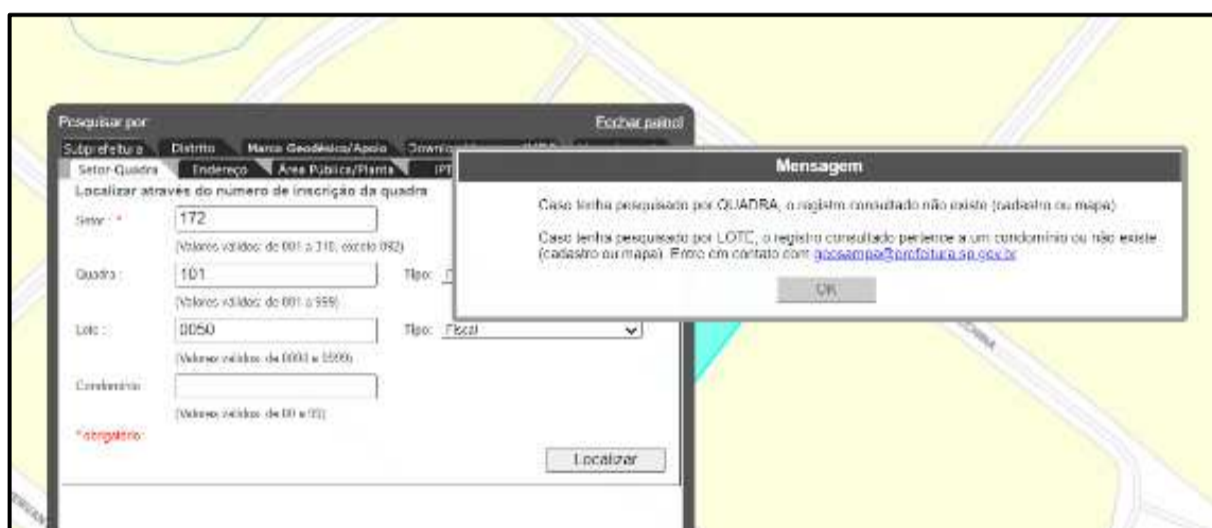 Pesquisar por
Fechar painel
Subprefeitura
Distrito
Marco Geodésico/Apoio
Setor-Quadra
Endereço
Área Pública/Planta
Localizar através do número de inscrição da quadra
Setor : *
172
(Valores válidos: de 001 a 310, exceto 092)
Quadra :
101
Tipo:
(Valores válidos: de 001 a 999)
Lote :
0050
Tipo: Fiscal
(Valores válidos: de 0000 a 9999)
Condomínio
(Valores válidos: de 00 a 99)
*obrigatório
Localizar
Mensagem
Caso tenha pesquisado por QUADRA, o registro consultado não existe (cadastro ou mapa)
Caso tenha pesquisado por LOTE, o registro consultado pertence a um condomínio ou não existe
(cadastro ou mapa). Entre em contato com geosampa@prefeitura.sp.gov.br
OK